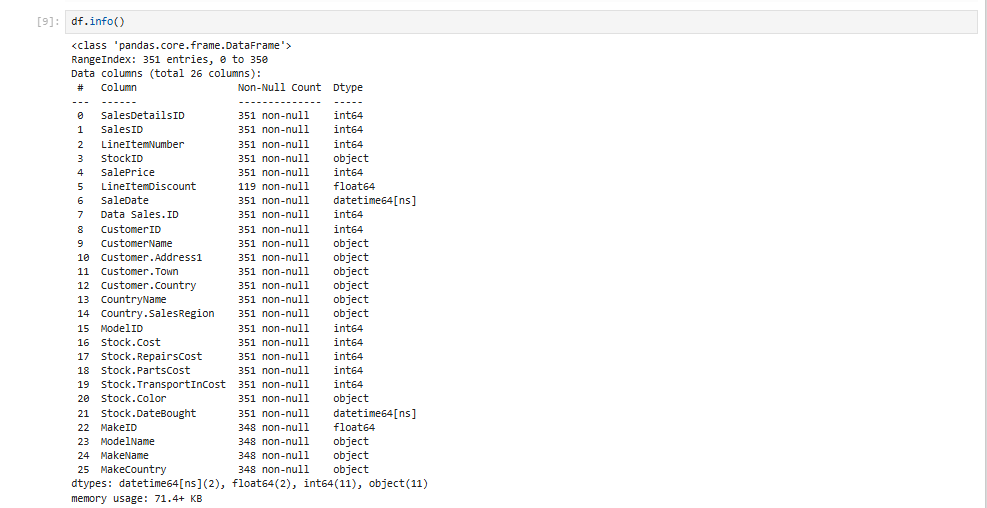 [9]: df.info()
<class 'pandas.core.frame.DataFrame'>
RangeIndex: 351 entries, 0 to 350
Data columns (total 26 columns):
 #   Column                 Non-Null Count  Dtype
---  ------                 --------------  -----
 0   SalesDetailsID         351 non-null    int64
 1   SalesID                351 non-null    int64
 2   LineItemNumber         351 non-null    int64
 3   StockID                351 non-null    object
 4   SalePrice              351 non-null    int64
 5   LineItemDiscount       119 non-null    float64
 6   SaleDate               351 non-null    datetime64[ns]
 7   Data Sales.ID          351 non-null    int64
 8   CustomerID             351 non-null    int64
 9   CustomerName           351 non-null    object
 10  Customer.Address1      351 non-null    object
 11  Customer.Town          351 non-null    object
 12  Customer.Country       351 non-null    object
 13  CountryName            351 non-null    object
 14  Country.SalesRegion    351 non-null    object
 15  ModelID                351 non-null    int64
 16  Stock.Cost             351 non-null    int64
 17  Stock.RepairsCost      351 non-null    int64
 18  Stock.PartsCost        351 non-null    int64
 19  Stock.TransportInCost  351 non-null    int64
 20  Stock.Color            351 non-null    object
 21  Stock.DateBought       351 non-null    datetime64[ns]
 22  MakeID                 348 non-null    float64
 23  ModelName              348 non-null    object
 24  MakeName               348 non-null    object
 25  MakeCountry            348 non-null    object
dtypes: datetime64[ns](2), float64(2), int64(11), object(11)
memory usage: 71.4+ KB